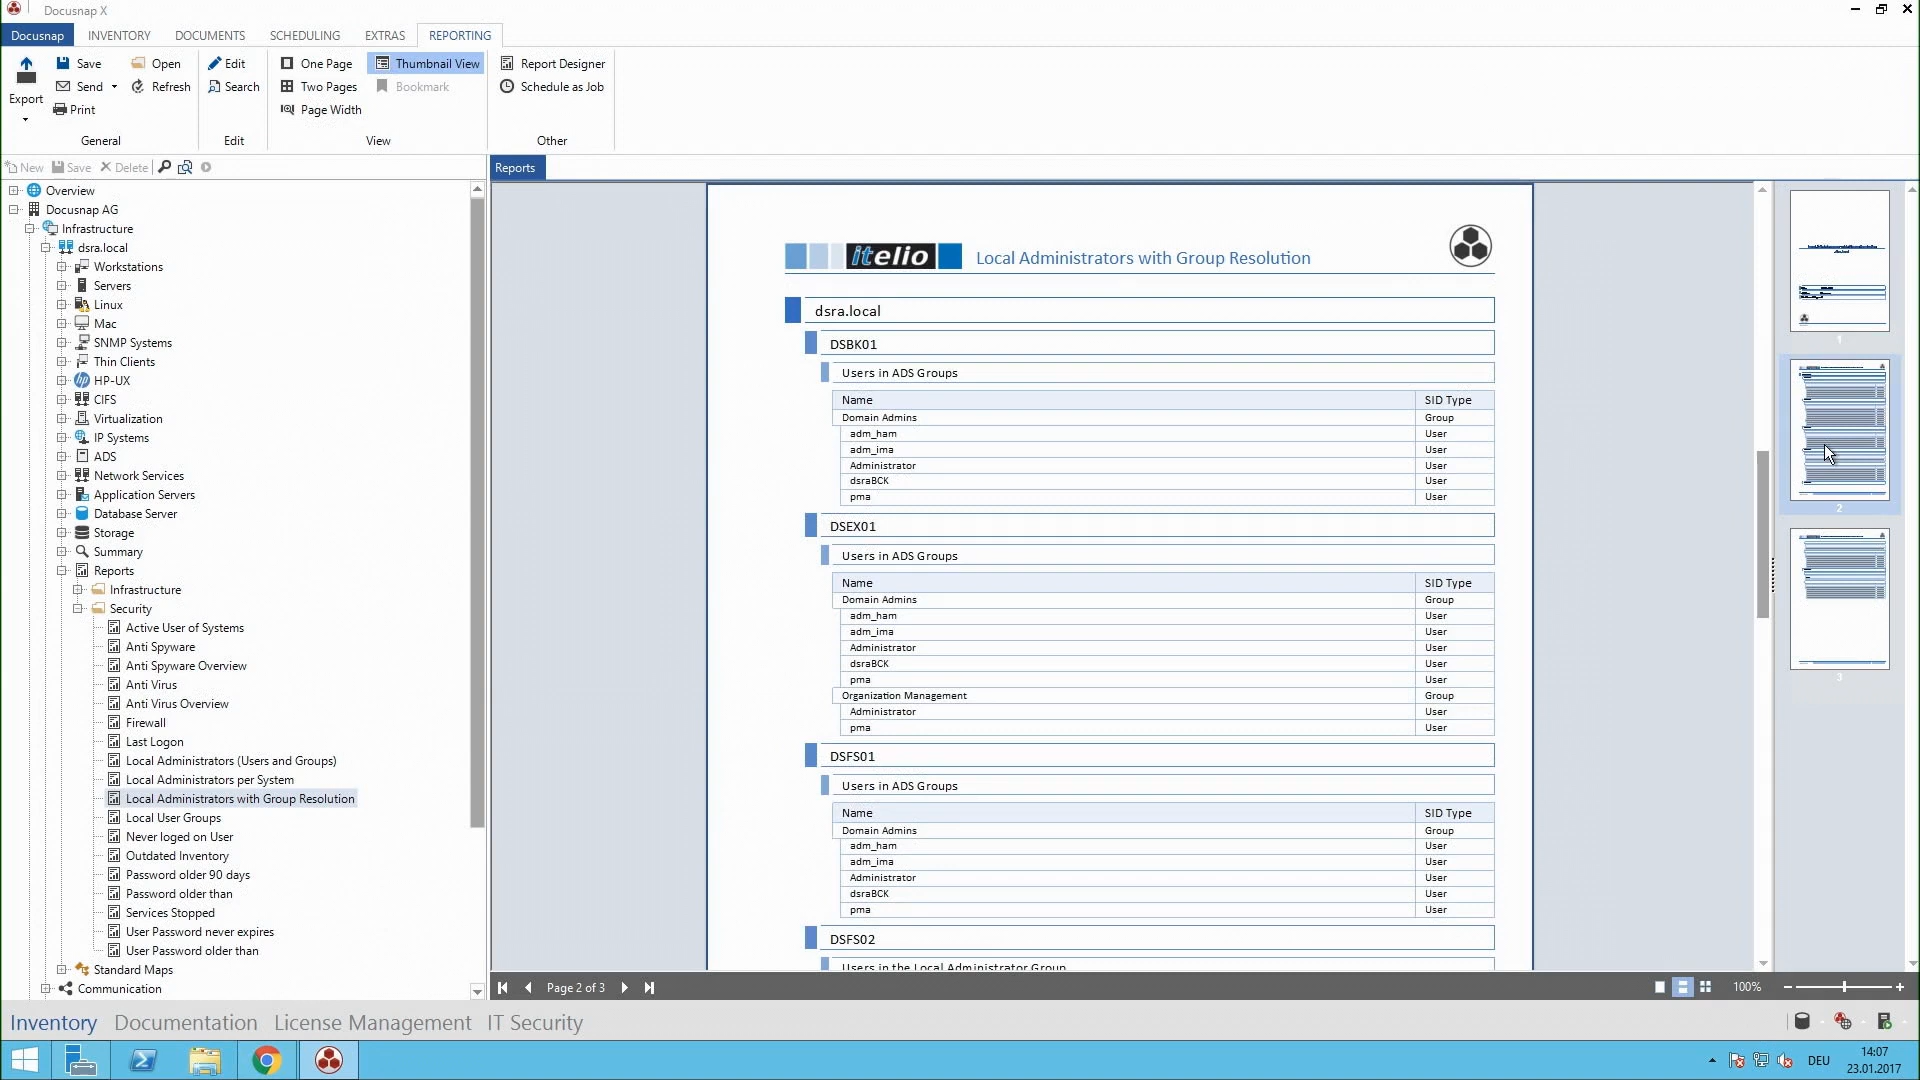 Docusnap X
Docusnap INVENTORY DOCUMENTS SCHEDULING EXTRAS REPORTING
Save Open Edit One Page Thumbnail View Report Designer
Send Refresh Search Two Pages Bookmark Schedule as Job
Export
Print Page Width
General Edit View Other
New Save Delete
Reports
Overview
Docusnap AG
Infrastructure
dsra.local
Workstations
Servers
Linux
Mac
SNMP Systems
Thin Clients
HP-UX
CIFS
Virtualization
IP Systems
ADS
Network Services
Application Servers
Database Server
Storage
Summary
Reports
Infrastructure
Security
Active User of Systems
Anti Spyware
Anti Spyware Overview
Anti Virus
Anti Virus Overview
Firewall
Last Logon
Local Administrators (Users and Groups)
Local Administrators per System
Local Administrators with Group Resolution
Local User Groups
Never loged on User
Outdated Inventory
Password older 90 days
Password older than
Services Stopped
User Password never expires
User Password older than
Standard Maps
Communication
itelio Local Administrators with Group Resolution
dsra.local
DSBK01
Users in ADS Groups
Name SID Type
Domain Admins Group
adm_ham User
adm_ima User
Administrator User
dsraBCK User
pma User
DSEX01
Users in ADS Groups
Name SID Type
Domain Admins Group
adm_ham User
adm_ima User
Administrator User
dsraBCK User
pma User
Organization Management Group
Administrator User
pma User
DSFS01
Users in ADS Groups
Name SID Type
Domain Admins Group
adm_ham User
adm_ima User
Administrator User
dsraBCK User
pma User
DSFS02
Users in the Local Administrator Group
1
2
3
Page 2 of 3 100%
Inventory Documentation License Management IT Security
DEU 14:07
23.01.2017